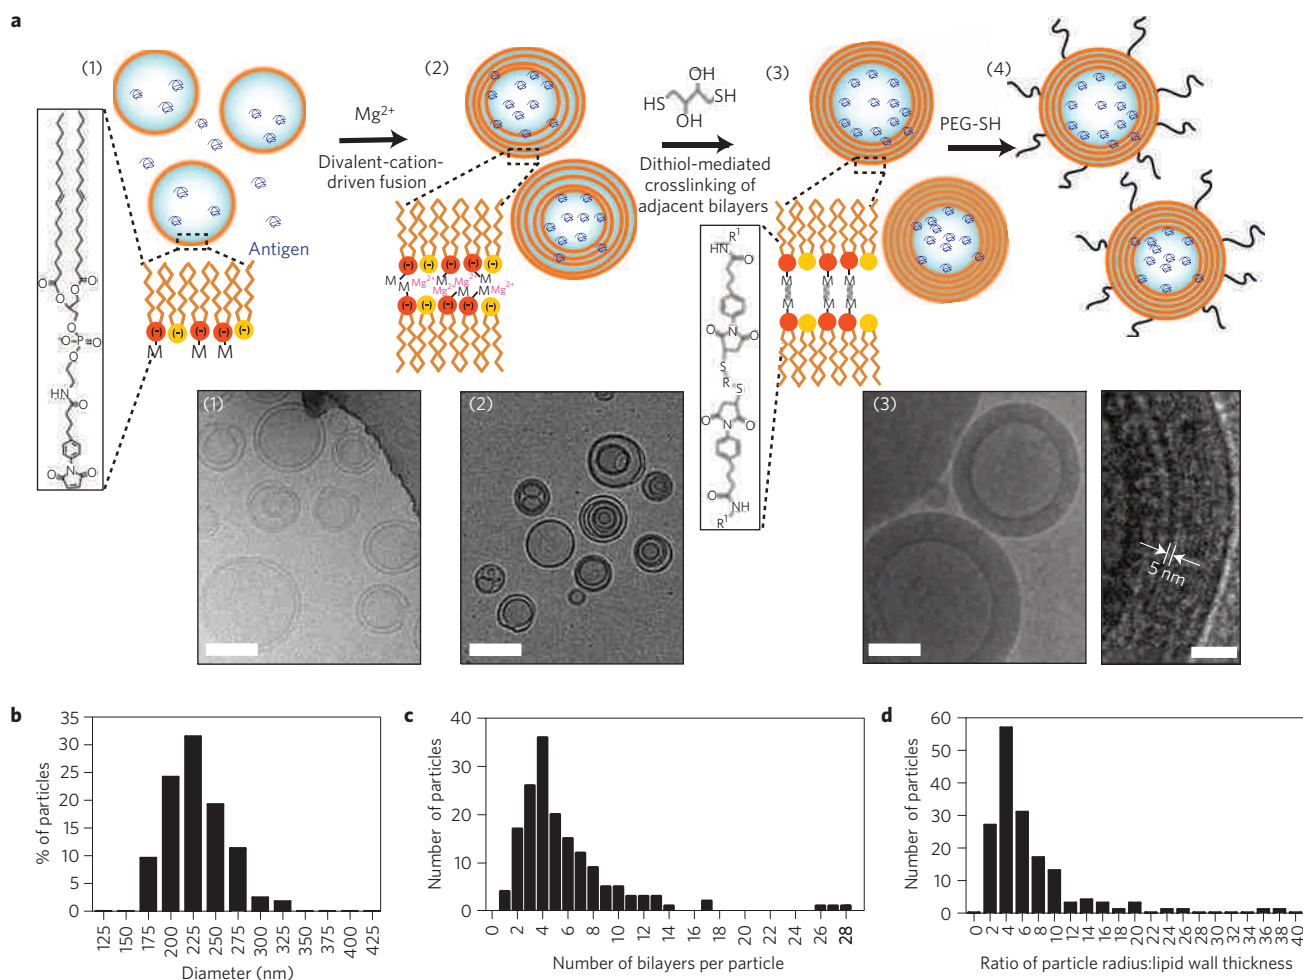 a
(1)
(2)
(3)
(4)
Mg2+
Divalent-cation-
driven fusion
OH
HS
SH
OH
Dithiol-mediated
crosslinking of
adjacent bilayers
PEG-SH
Antigen
O
O
O
O
-O
P
O
O
HN
O
N
O
O
(-)
(-)
(-)
(-)
(-)
M
M
M
(-)
(-)
(-)
(-)
(-)
M
M
Mg2+
M
Mg2+
Mg2+
M
M
Mg2+
(-)
(-)
(-)
(-)
(-)
R1
HN
O
O
N
O
S
R
S
O
N
O
O
NH
R1
M
M
M
M
M
M
(1)
(2)
(3)
5 nm
b
35
30
25
20
15
10
5
0
% of particles
125
150
175
200
225
250
275
300
325
350
375
400
425
Diameter (nm)
c
40
30
20
10
0
Number of particles
0
2
4
6
8
10
12
14
16
18
20
22
24
26
28
Number of bilayers per particle
d
60
50
40
30
20
10
0
Number of particles
0
2
4
6
8
10
12
14
16
18
20
22
24
26
28
30
32
34
36
38
40
Ratio of particle radius:lipid wall thickness